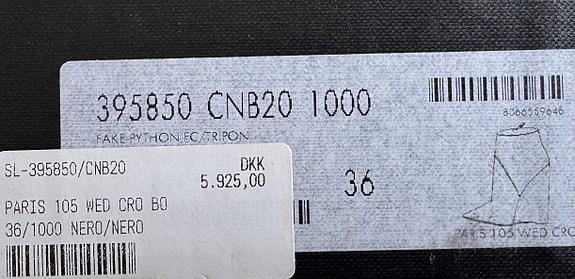 395850 CNB20 1000
FAKE PYTHON EC/TRIPON
8066559646
36
PARIS 105 WED CRO
SL-395850/CNB20
DKK
5.925,00
PARIS 105 WED CRO BO
36/1000 NERO/NERO